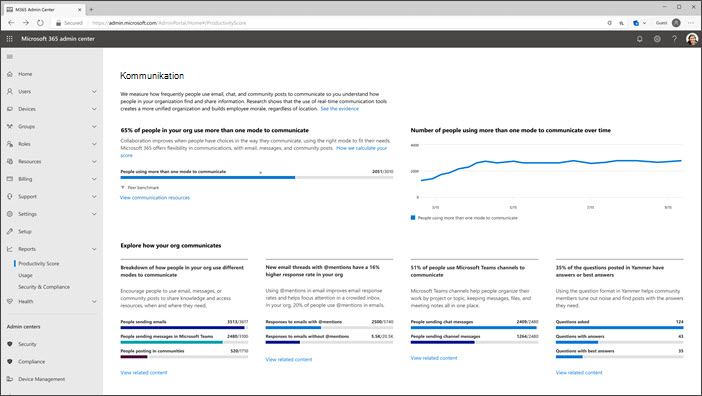 M365 Admin Center
Secured
https://admin.microsoft.com/AdminPortal/Home#/ProductivityScore
Guest
Microsoft 365 admin center
Home
Users
Devices
Groups
Roles
Resources
Billing
Support
Settings
Setup
Reports
Productivity Score
Usage
Security & Compliance
Health
Admin centers
Security
Compliance
Device Management
Kommunikation
We measure how frequently people use email, chat, and community posts to communicate so you understand how
people in your organization find and share information. Research shows that the use of real-time communication tools
creates a more unified organization and builds employee morale, regardless of location. See the evidence
65% of people in your org use more than one mode to communicate
Collaboration improves when people have choices in the way they communicate, using the right mode to fit their needs.
Microsoft 365 offers flexibility in communications, with email, messages, and community posts. How we calculate your
score
People using more than one mode to communicate 2051/3010
Peer benchmark
View communication resources
Number of people using more than one mode to communicate over time
4000
2000
0
3/10
5/15
7/10
9/15
People using more than one mode to communicate
Explore how your org communicates
Breakdown of how people in your org use different
modes to communicate
Encourage people to use email, messages, or
community posts to share knowledge and access
resources, when and where they need.
People sending emails 3513/3617
People sending messages in Microsoft Teams 2480/3100
People posting in communities 520/1750
View related content
New email threads with @mentions have a 16%
higher response rate in your org
Using @mentions in email improves email response
rates and helps focus attention in a crowded inbox.
In your org, 20% of people use @mentions in email.
Responses to emails with @mentions 2500/5740
Responses to emails without @mentions 5.5K/20.5K
View related content
51% of people use Microsoft Teams channels to
communicate
Microsoft Teams channels help people organize their
work by project or topic, keeping messages, files, and
meeting notes all in one place.
People sending chat messages 2409/2480
People sending channel messages 1264/2480
View related content
35% of the questions posted in Yammer have
answers or best answers
Using the question format in Yammer helps community
members tune out noise and find posts with the answers
they need.
Questions asked 124
Questions with answers 43
Questions with best answers 35
View related content